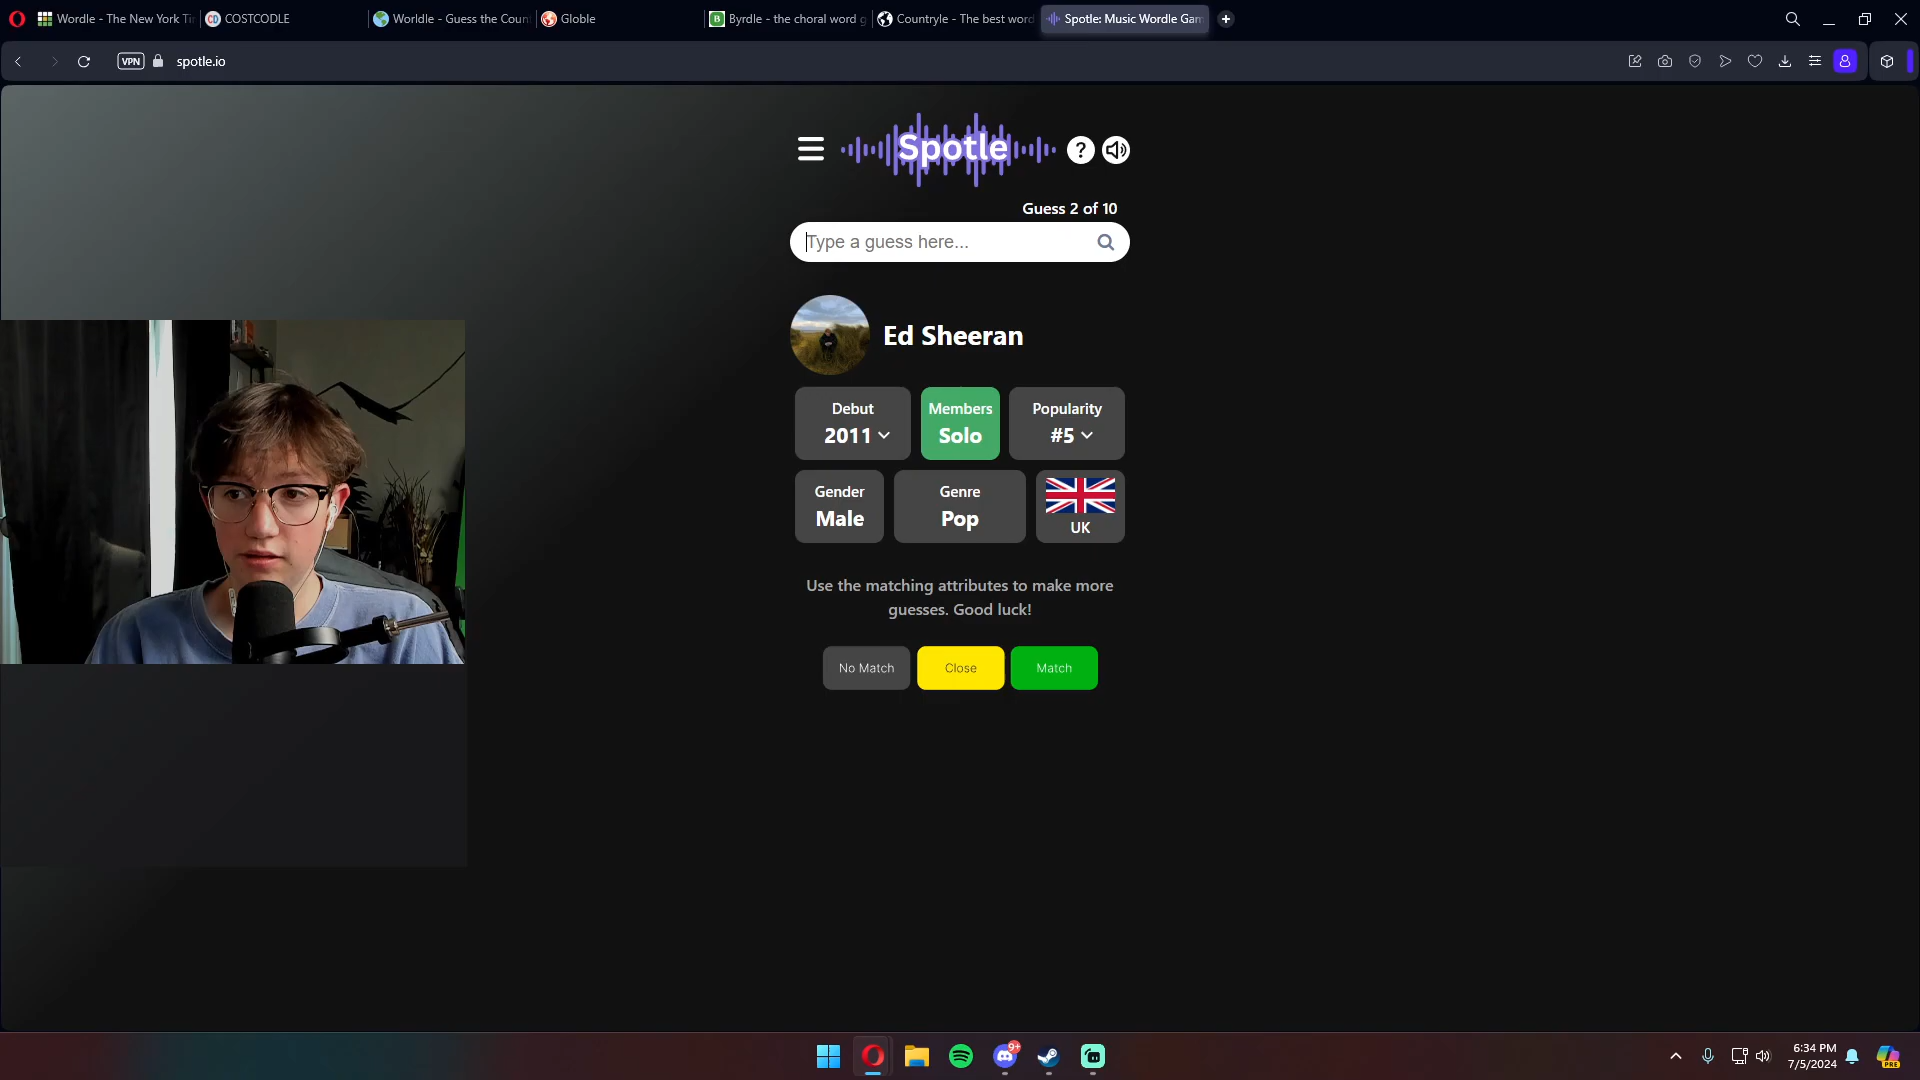 Wordle - The New York Ti
COSTCODLE
Worldle - Guess the Coun
Globle
Byrdle - the choral word g
Countryle - The best word
Spotle: Music Wordle Gam
VPN
spotle.io
Spotle
?
Guess 2 of 10
Type a guess here...
Ed Sheeran
Debut
2011
Members
Solo
Popularity
#5
Gender
Male
Genre
Pop
UK
Use the matching attributes to make more
guesses. Good luck!
No Match
Close
Match
9+
6:34 PM
7/5/2024
PRE